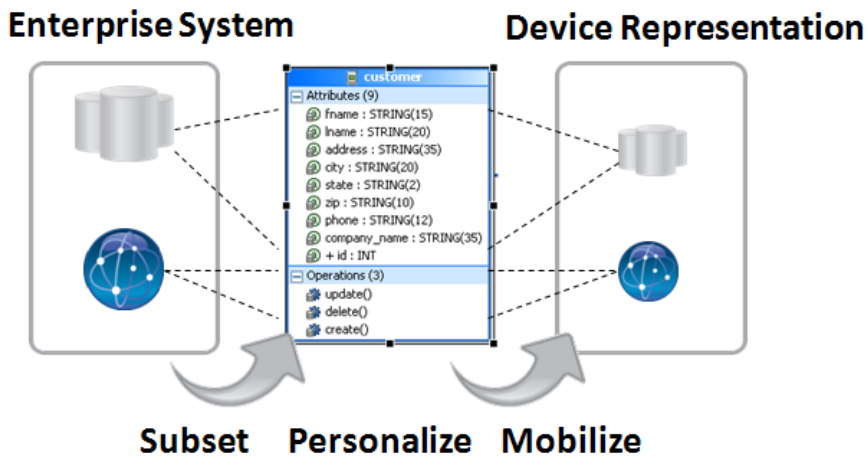 Enterprise System
Device Representation
customer
Attributes (9)
fname : STRING(15)
lname : STRING(20)
address : STRING(35)
city : STRING(20)
state : STRING(2)
zip : STRING(10)
phone : STRING(12)
company_name : STRING(35)
+ id : INT
Operations (3)
update()
delete()
create()
Subset Personalize Mobilize